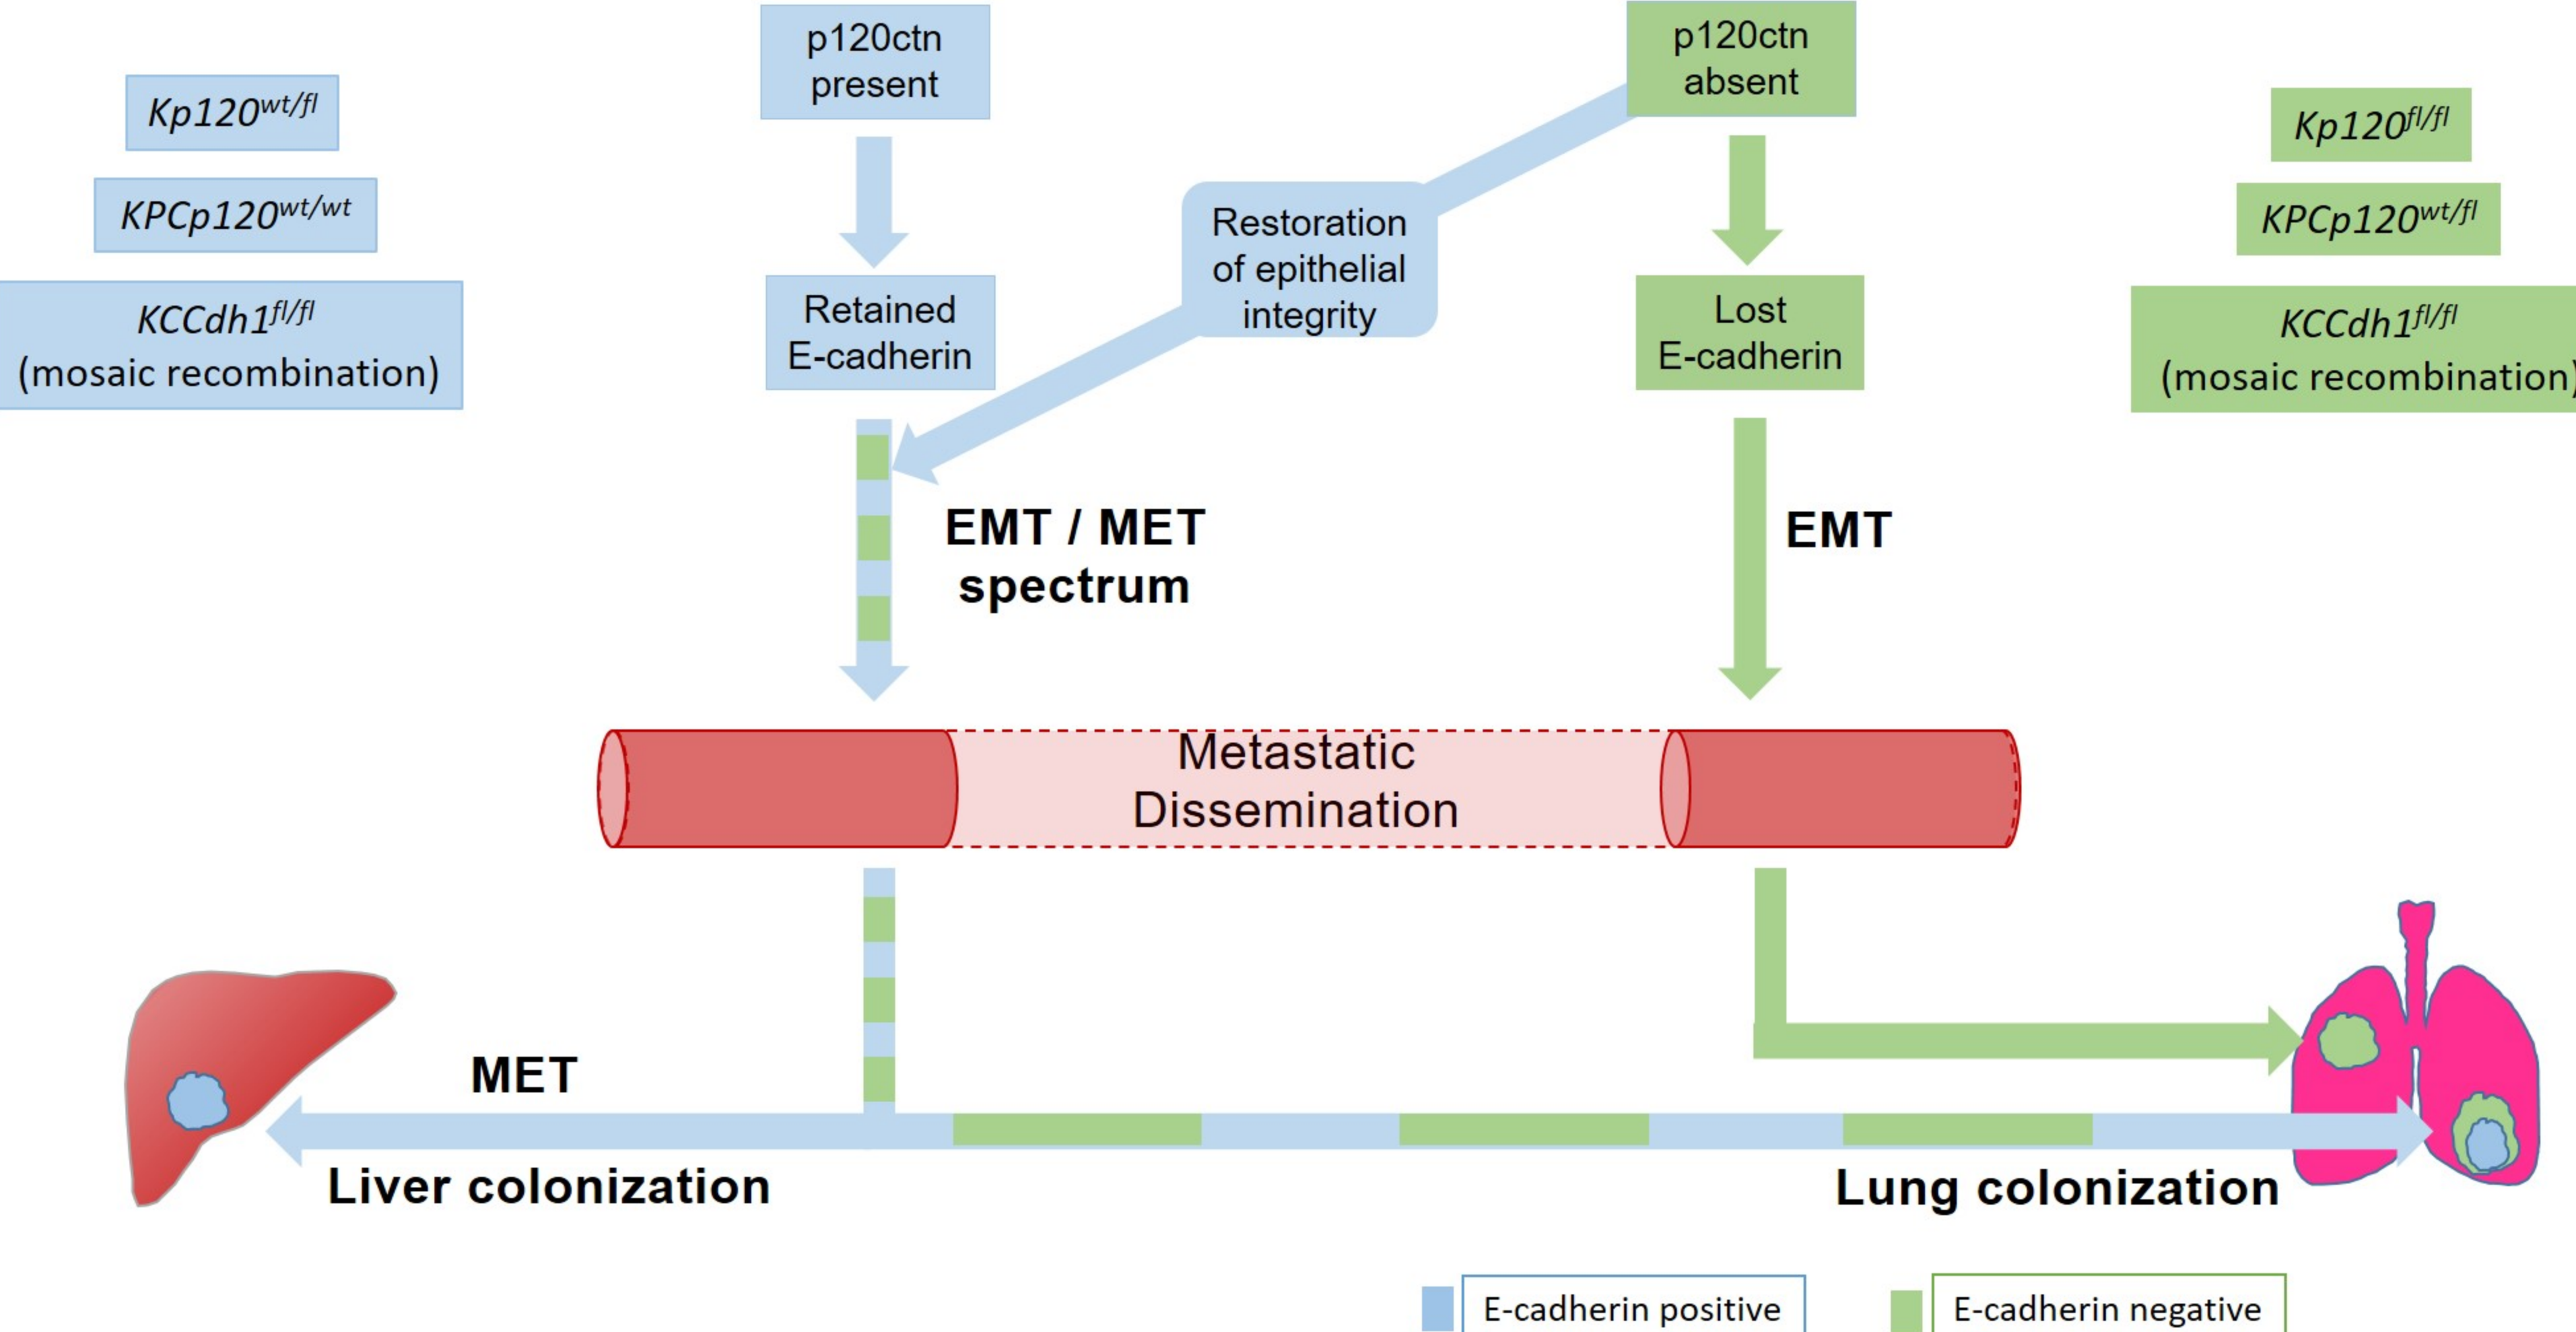 p120ctn
present
p120ctn
absent
Kp120wt/fl
KPCp120wt/wt
KCCdh1fl/fl
(mosaic recombination)
Kp120fl/fl
KPCp120wt/fl
KCCdh1fl/fl
(mosaic recombination)
Restoration
of epithelial
integrity
Retained
E-cadherin
Lost
E-cadherin
EMT / MET
spectrum
EMT
Metastatic
Dissemination
MET
Liver colonization
Lung colonization
E-cadherin positive
E-cadherin negative